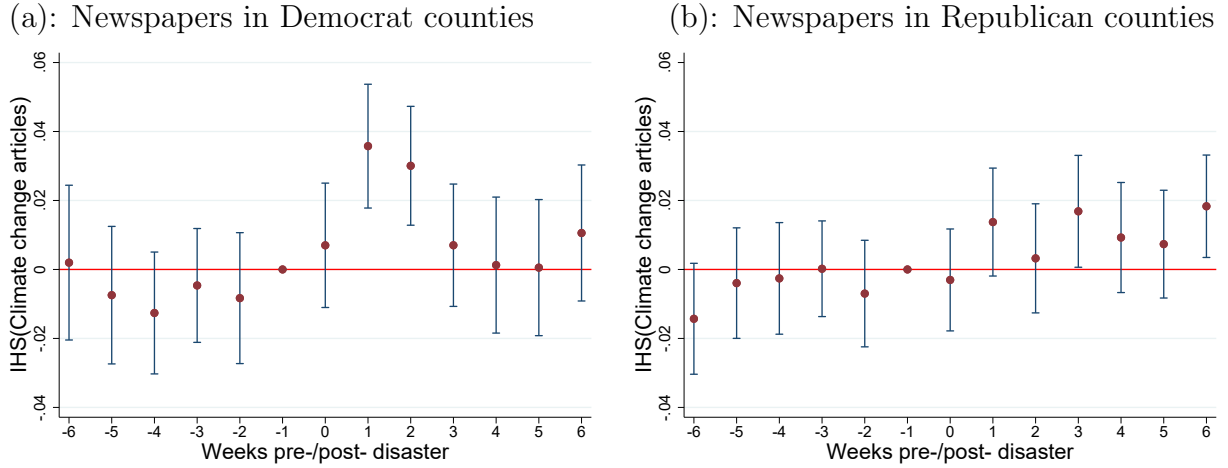 (a): Newspapers in Democrat counties
IHS(Climate change articles)
.06
.04
.02
0
-.02
-.04
-6 -5 -4 -3 -2 -1 0 1 2 3 4 5 6
Weeks pre-/post- disaster
(b): Newspapers in Republican counties
IHS(Climate change articles)
.06
.04
.02
0
-.02
-.04
-6 -5 -4 -3 -2 -1 0 1 2 3 4 5 6
Weeks pre-/post- disaster